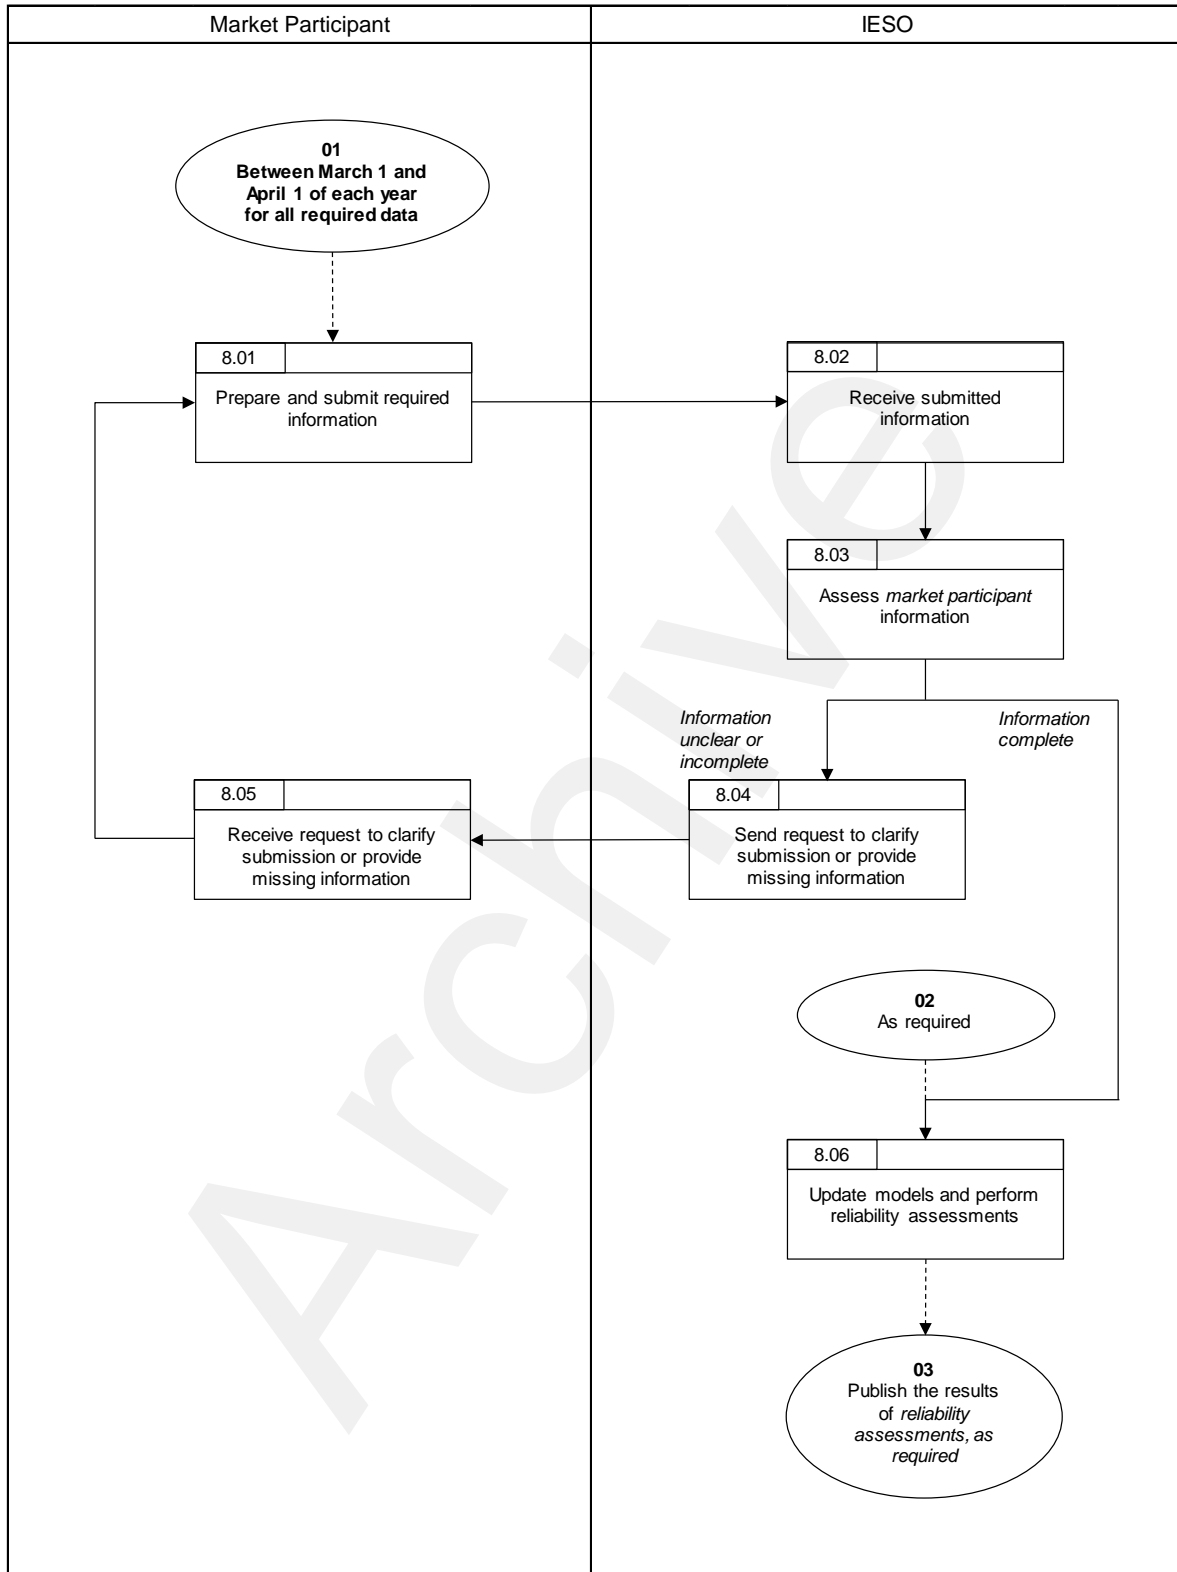 Market Participant
IESO
01
Between March 1 and
April 1 of each year
for all required data
8.01
Prepare and submit required
information
8.02
Receive submitted
information
8.03
Assess market participant
information
Information
unclear or
incomplete
Information
complete
8.05
Receive request to clarify
submission or provide
missing information
8.04
Send request to clarify
submission or provide
missing information
02
As required
8.06
Update models and perform
reliability assessments
03
Publish the results
of reliability
assessments, as
required
Archive